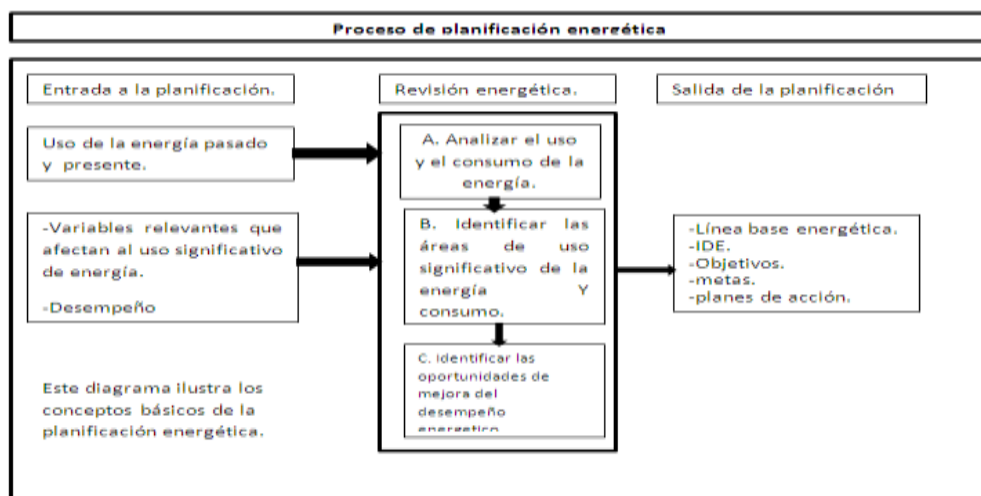 Proceso de planificación energética
Entrada a la planificación.
Revisión energética.
Salida de la planificación
Uso de la energía pasado
y presente.
-Variables relevantes que
afectan al uso significativo
de energía.
-Desempeño
Este diagrama ilustra los
conceptos básicos de la
planificación energética.
A. Analizar el uso
y el consumo de la
energía.
B. Identificar las
áreas de uso
significativo de la
energía Y
consumo.
C. Identificar las
oportunidades de
mejora del
desempeño
energetico
-Línea base energética.
-IDE.
-Objetivos.
-metas.
-planes de acción.